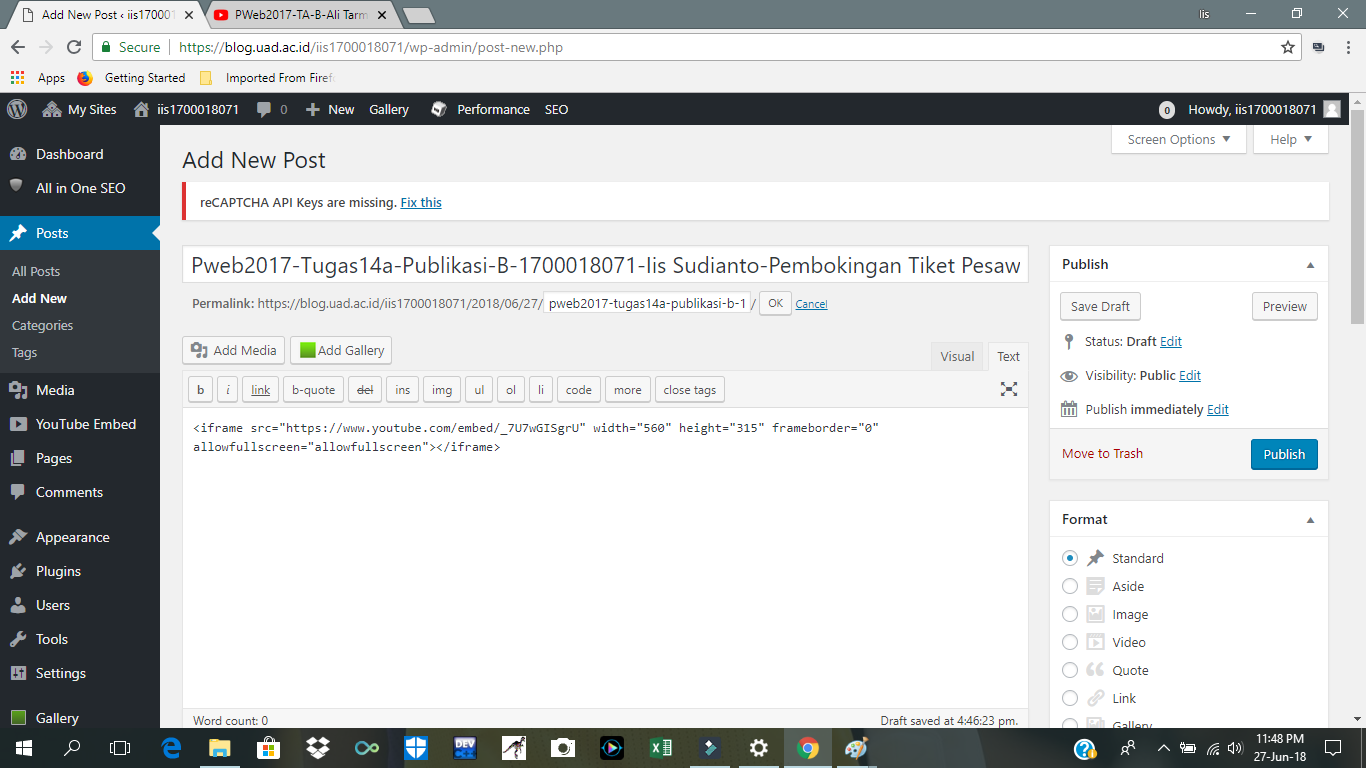 Add New Post ‹ iis170001
PWeb2017-TA-B-Ali Tarm
Iis
Secure
https://blog.uad.ac.id/iis1700018071/wp-admin/post-new.php
Apps
Getting Started
Imported From Firef
My Sites
iis1700018071
0
New
Gallery
Performance
SEO
0
Howdy, iis1700018071
Dashboard
All in One SEO
Posts
All Posts
Add New
Categories
Tags
Media
YouTube Embed
Pages
Comments
Appearance
Plugins
Users
Tools
Settings
Gallery
Screen Options
Help
Add New Post
reCAPTCHA API Keys are missing. Fix this
Pweb2017-Tugas14a-Publikasi-B-1700018071-Iis Sudianto-Pembokingan Tiket Pesaw
Permalink: https://blog.uad.ac.id/iis1700018071/2018/06/27/ pweb2017-tugas14a-publikasi-b-1 / OK Cancel
Add Media
Add Gallery
Visual
Text
b
i
link
b-quote
del
ins
img
ul
ol
li
code
more
close tags
<iframe src="https://www.youtube.com/embed/_7U7wGISgrU" width="560" height="315" frameborder="0"
allowfullscreen="allowfullscreen"></iframe>
Word count: 0
Draft saved at 4:46:23 pm.
Publish
Save Draft
Preview
Status: Draft Edit
Visibility: Public Edit
Publish immediately Edit
Move to Trash
Publish
Format
Standard
Aside
Image
Video
Quote
Link
Gallery
DEV
11:48 PM
27-Jun-18